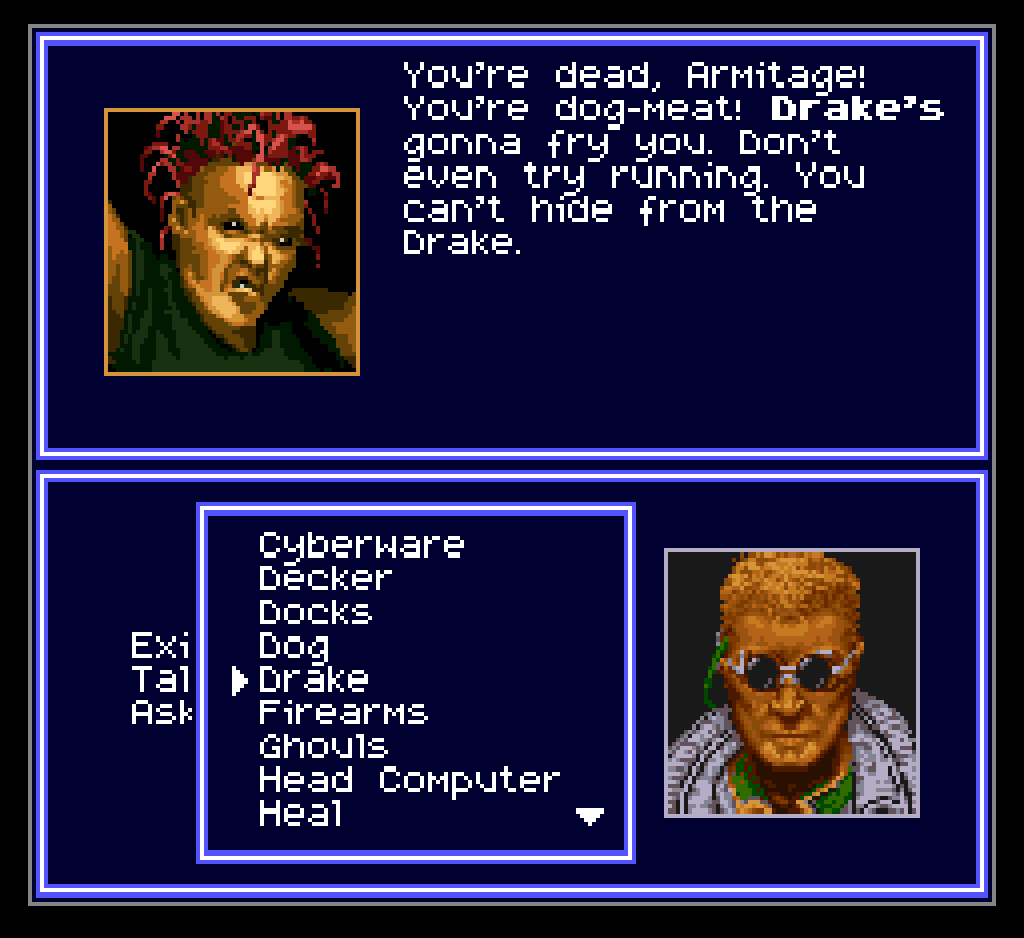 You're dead, Armitage!
You're dog-meat! Drake's
gonna fry you. Don't
even try running. You
can't hide from the
Drake.
Cyberware
Decker
Docks
Dog
Exi
Drake
Tal
Firearms
Ask
Ghouls
Head Computer
Heal